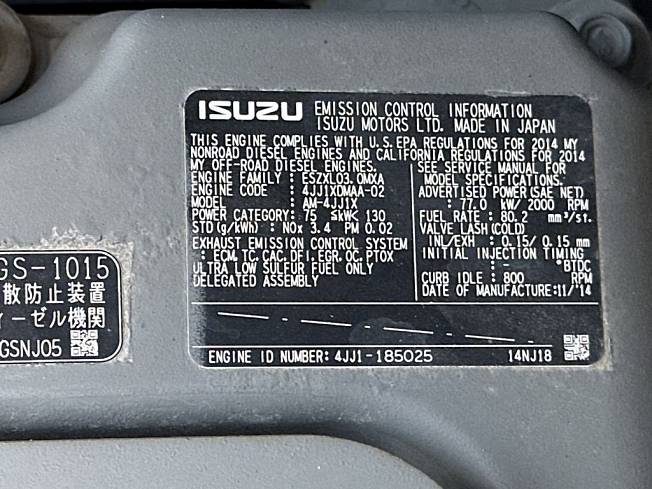 ISUZU EMISSION CONTROL INFORMATION
ISUZU MOTORS LTD. MADE IN JAPAN
THIS ENGINE COMPLIES WITH U.S. EPA REGULATIONS FOR 2014 MY
NONROAD DIESEL ENGINES AND CALIFORNIA REGULATIONS FOR 2014
MY OFF-ROAD DIESEL ENGINES.
ENGINE FAMILY : ESZXL03.0MXA
ENGINE CODE : 4JJ1XDMAA-02
MODEL : AM-4JJ1X
POWER CATEGORY: 75 ≦kW< 130
STD(g/kWh) : NOx 3.4 PM 0.02
EXHAUST EMISSION CONTROL SYSTEM
: ECM, TC, CAC, DFI, EGR, OC, PTOX
ULTRA LOW SULFUR FUEL ONLY
DELEGATED ASSEMBLY
SEE SERVICE MANUAL FOR
MODEL SPECIFICATIONS.
ADVERTISED POWER(SAE NET)
: 77.0 kW/ 2000 RPM
FUEL RATE : 80.2 mm³/st.
VALVE LASH(COLD)
IN/EXH : 0.15/ 0.15 mm
INITIAL INJECTION TIMING
: °BTDC
CURB IDLE : 800 RPM
DATE OF MANUFACTURE:11/'14
ENGINE ID NUMBER: 4JJ1-185025 14NJ18
GS-1015
散防止装置
ィーゼル機関
GSNJ05